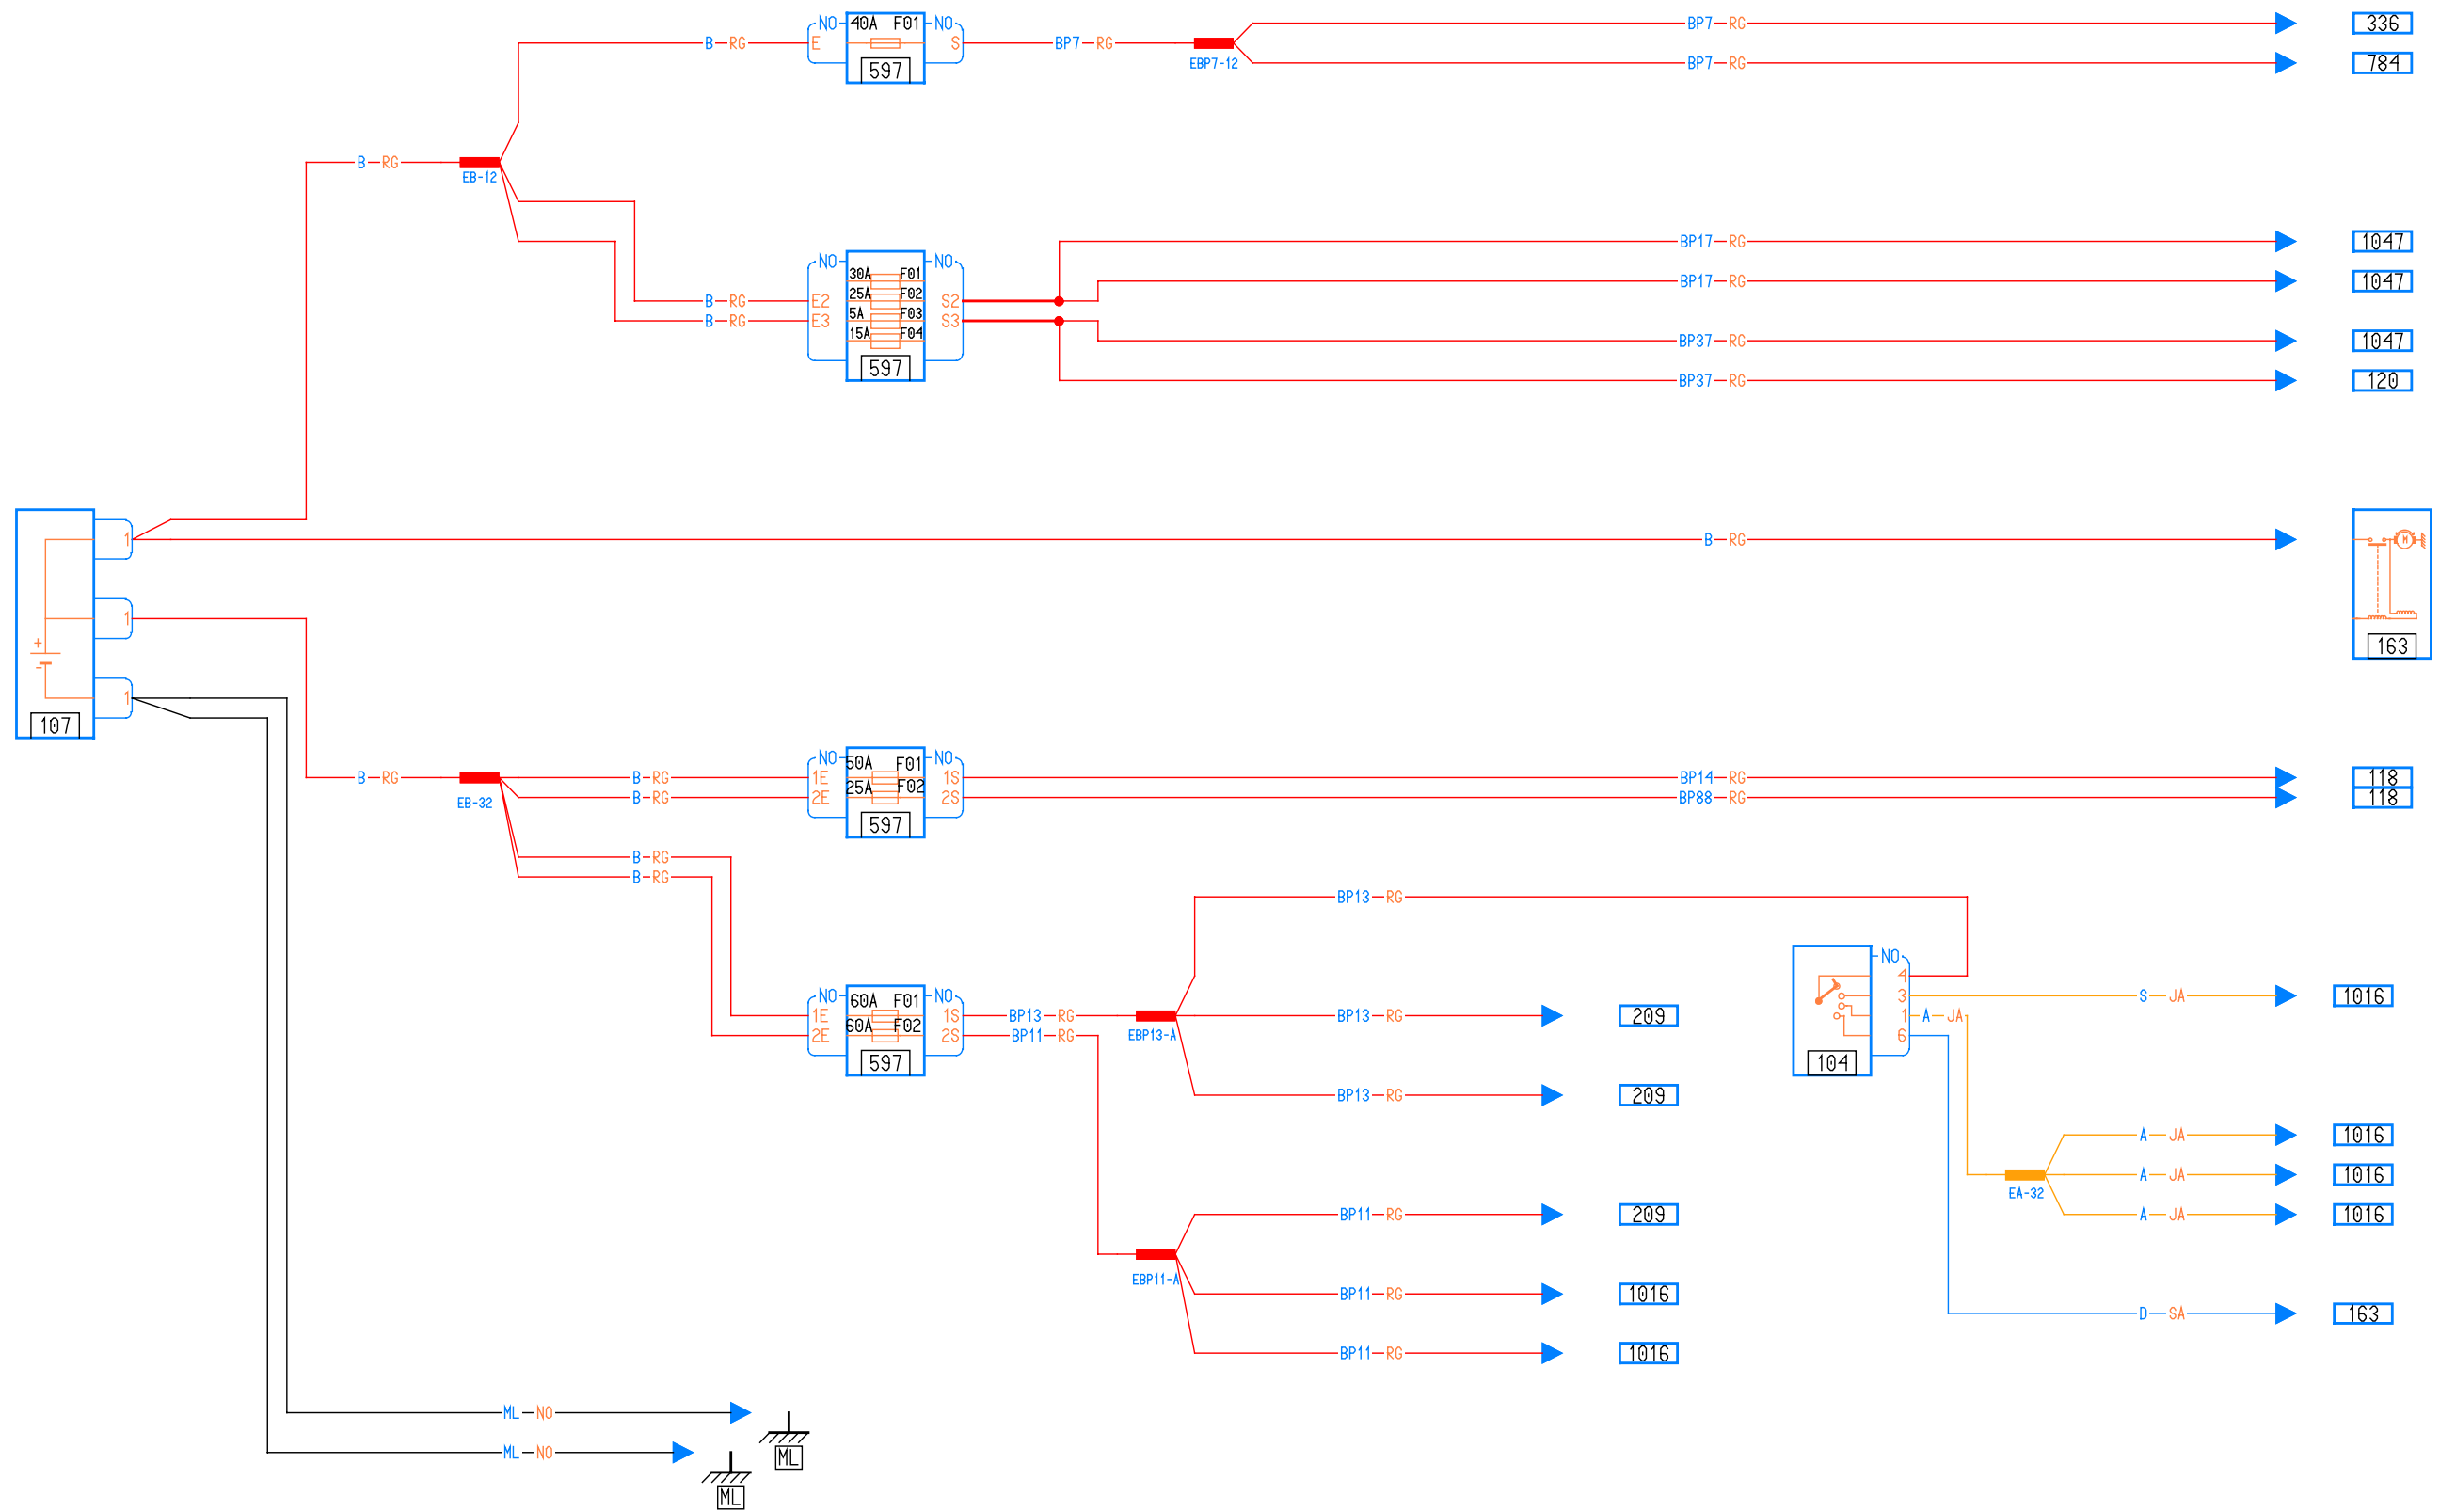 NO 40A F01 NO
B RG E S BP7 RG BP7 RG 336
597 EBP7-12 BP7 RG 784
B RG
EB-12
BP17 RG 1047
NO 30A F01 NO
BP17 RG 1047
B RG E2 25A F02 S2
B RG E3 5A F03 S3
15A F04
BP37 RG 1047
597
BP37 RG 120
1 B RG M
1
+
-
163
1
107
NO 50A F01 NO
B RG B RG 1E 1S BP14 RG 118
EB-32 B RG 2E 25A F02 2S BP88 RG 118
597
B RG
B RG
BP13 RG
NO
4
NO 60A F01 NO 3 S JA 1016
1E 1S BP13 RG BP13 RG 209 1 A JA
2E 60A F02 2S BP11 RG EBP13-A 6
597 104
BP13 RG 209
A JA 1016
A JA 1016
EA-32
BP11 RG 209 A JA 1016
EBP11-A
BP11 RG 1016
D SA 163
BP11 RG 1016
ML NO
ML NO ML
ML